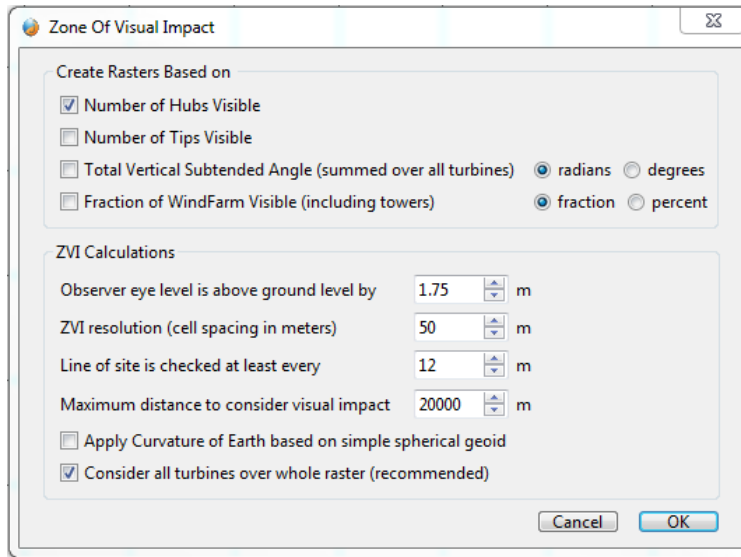 Zone Of Visual Impact
Create Rasters Based on
Number of Hubs Visible
Number of Tips Visible
Total Vertical Subtended Angle (summed over all turbines) radians degrees
Fraction of WindFarm Visible (including towers) fraction percent
ZVI Calculations
Observer eye level is above ground level by 1.75 m
ZVI resolution (cell spacing in meters) 50 m
Line of site is checked at least every 12 m
Maximum distance to consider visual impact 20000 m
Apply Curvature of Earth based on simple spherical geoid
Consider all turbines over whole raster (recommended)
Cancel OK